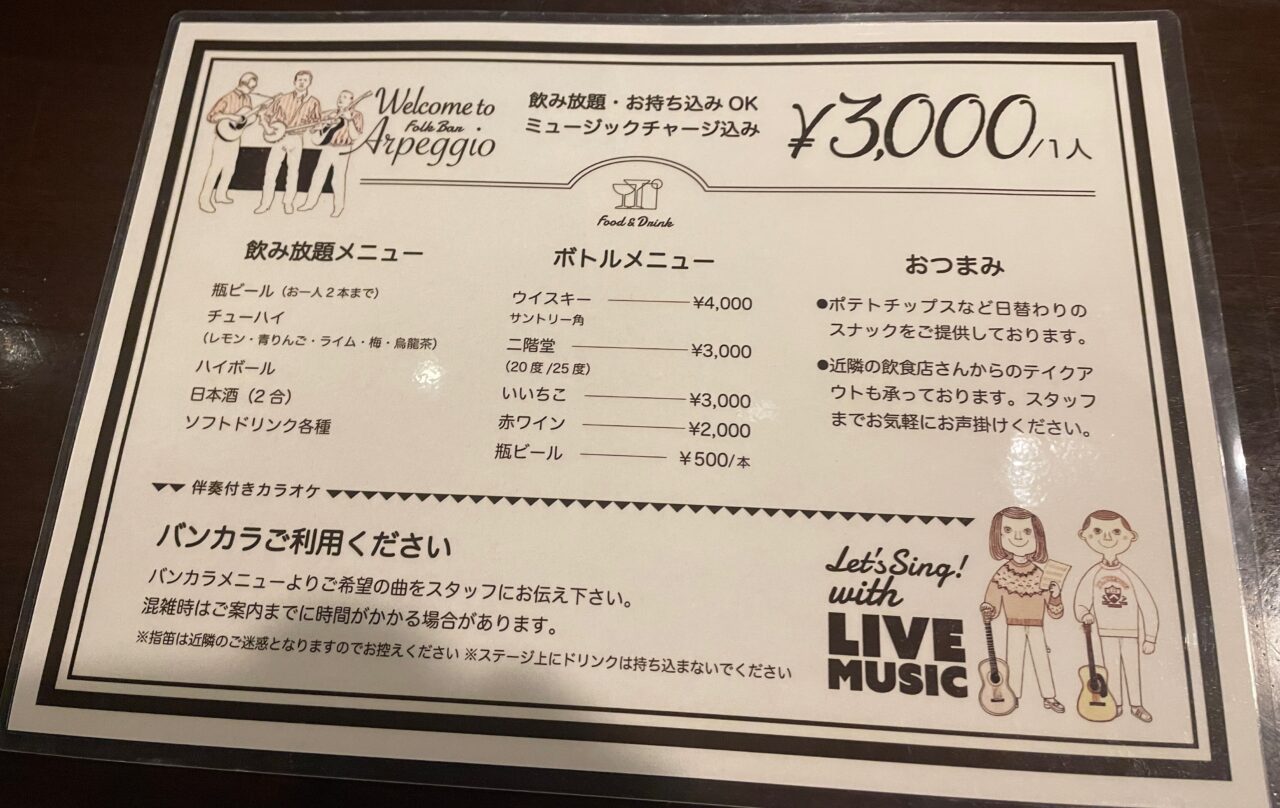 Welcome to
Folk Bar
Arpeggio
飲み放題・お持ち込み OK
ミュージックチャージ込み
¥3,000/1人
Food & Drink
飲み放題メニュー
瓶ビール（お一人２本まで）
チューハイ
（レモン・青りんご・ライム・梅・烏龍茶）
ハイボール
日本酒（２合）
ソフトドリンク各種
ボトルメニュー
ウイスキー ¥4,000
サントリー角
二階堂 ¥3,000
（20 度 /25 度）
いいちこ ¥3,000
赤ワイン ¥2,000
瓶ビール ¥500/本
おつまみ
●ポテトチップスなど日替わりの
スナックをご提供しております。
●近隣の飲食店さんからのテイクア
ウトも承っております。スタッフ
までお気軽にお声掛けください。
伴奏付きカラオケ
バンカラご利用ください
バンカラメニューよりご希望の曲をスタッフにお伝え下さい。
混雑時はご案内までに時間がかかる場合があります。
※指笛は近隣のご迷惑となりますのでお控えください ※ステージ上にドリンクは持ち込まないでください
Let's Sing!
with
LIVE
MUSIC